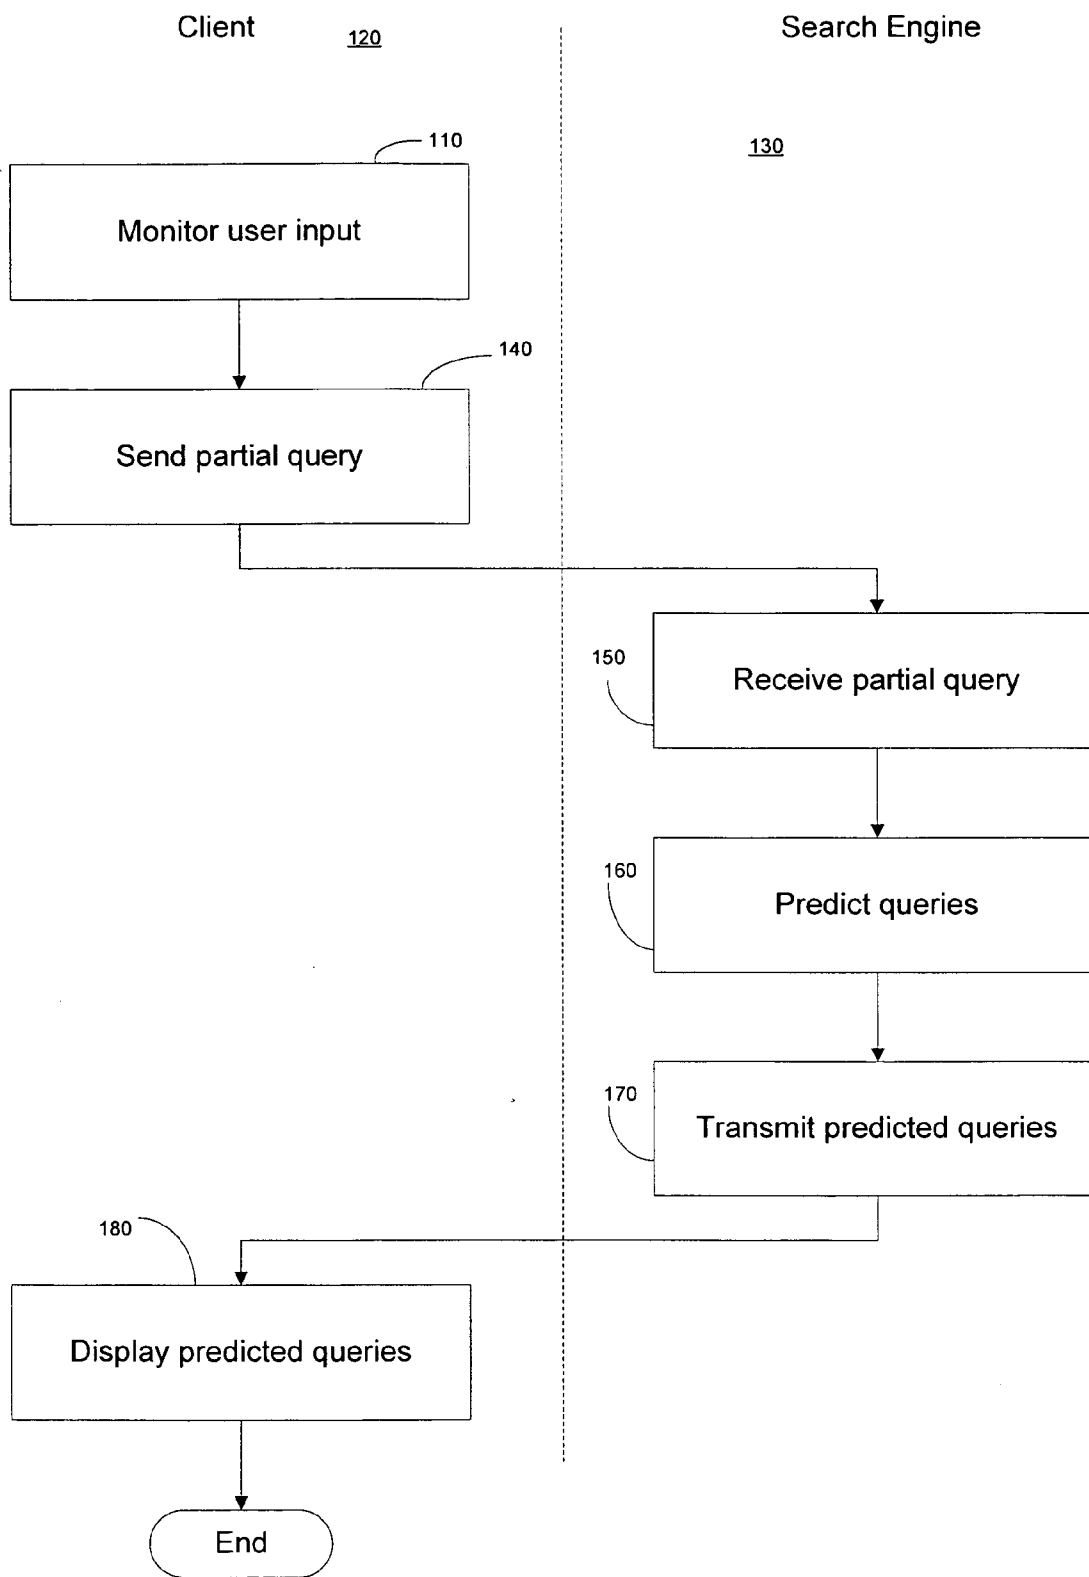 Client
120
Search Engine
110
130
Monitor user input
140
Send partial query
150
Receive partial query
160
Predict queries
170
Transmit predicted queries
180
Display predicted queries
End